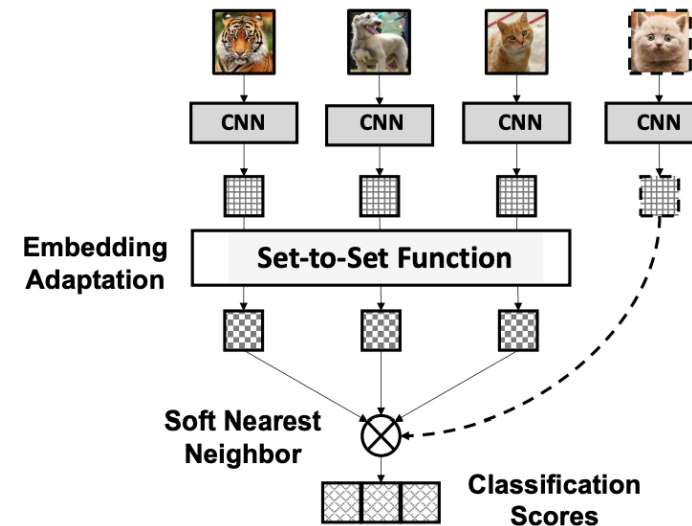 CNN CNN CNN CNN
Embedding
Adaptation
Set-to-Set Function
Soft Nearest
Neighbor
Classification
Scores